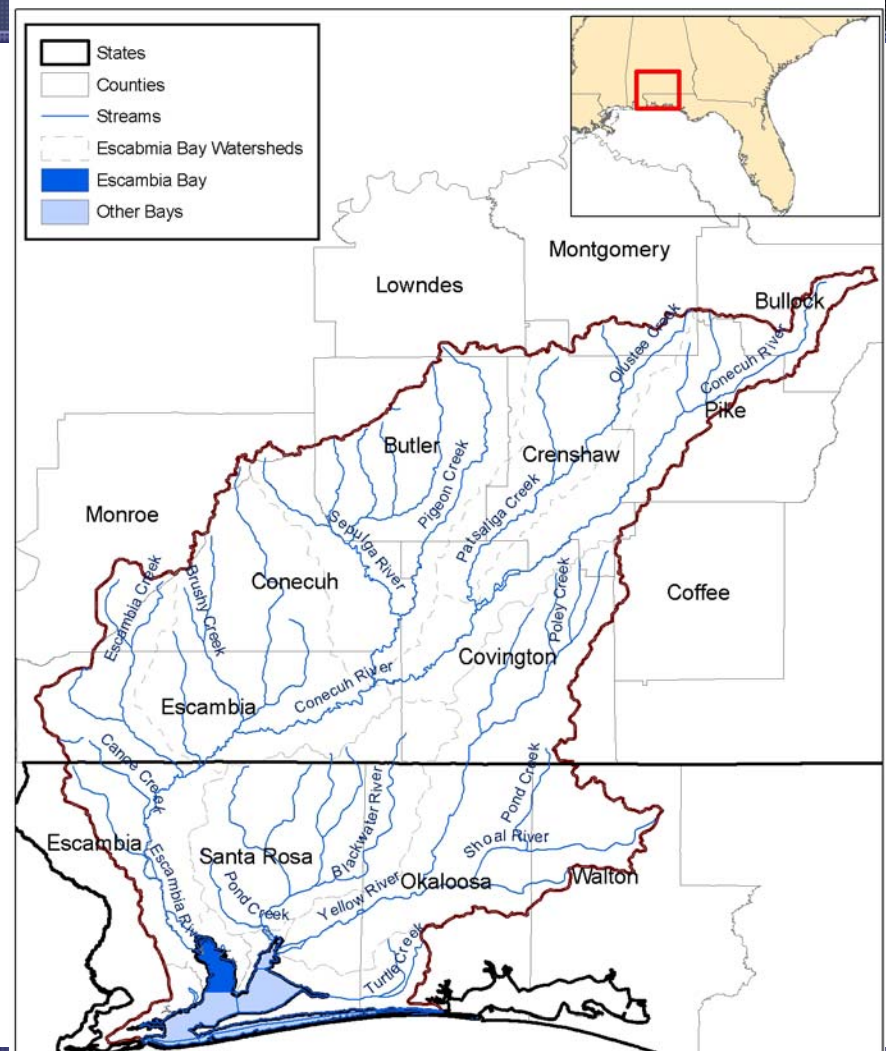 States
Counties
Streams
Escabmia Bay Watersheds
Escambia Bay
Other Bays
Montgomery
Lowndes
Bullock
Olustee Creek
Conecuh River
Pike
Butler
Crenshaw
Pigeon Creek
Patsaliga Creek
Monroe
Sepulga River
Escambia Creek
Brushy Creek
Conecuh
Poley Creek
Coffee
Covington
Conecuh River
Escambia
Canoe Creek
Pond Creek
Escambia
Blackwater River
Shoal River
Santa Rosa
Escambia River
Pond Creek
Yellow River
Okaloosa
Walton
Turtle Creek